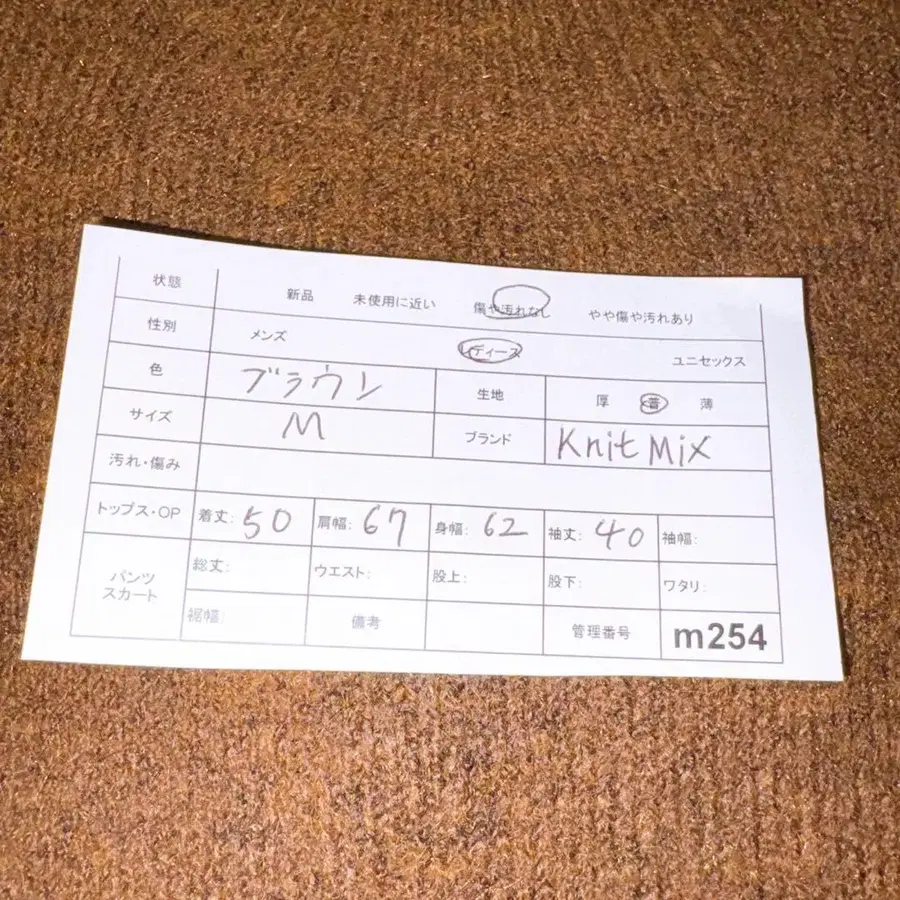 状態 新品 未使用に近い 傷や汚れなし やや傷や汚れあり
性別 メンズ レディース ユニセックス
色 ブラウン 生地 厚 普 薄
サイズ M ブランド Knit Mix
汚れ・傷み
トップス・OP 着丈: 50 肩幅: 67 身幅: 62 袖丈: 40 袖幅:
パンツ
スカート
総丈: ウエスト: 股上: 股下: ワタリ:
裾幅: 備考 管理番号 m254